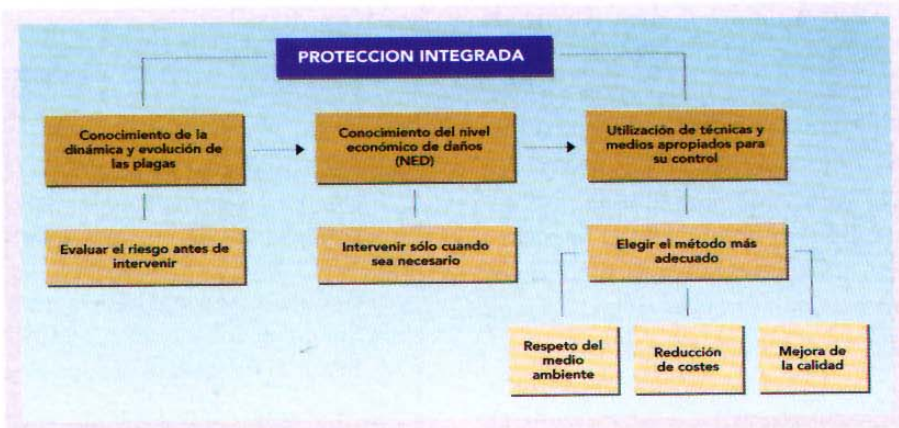 PROTECCION INTEGRADA
Conocimiento de la
dinámica y evolución de
las plagas
Conocimiento del nivel
económico de daños
(NED)
Utilización de técnicas y
medios apropiados para
su control
Evaluar el riesgo antes de
intervenir
Intervenir sólo cuando
sea necesario
Elegir el método más
adecuado
Respeto del
medio
ambiente
Reducción
de costes
Mejora de
la calidad